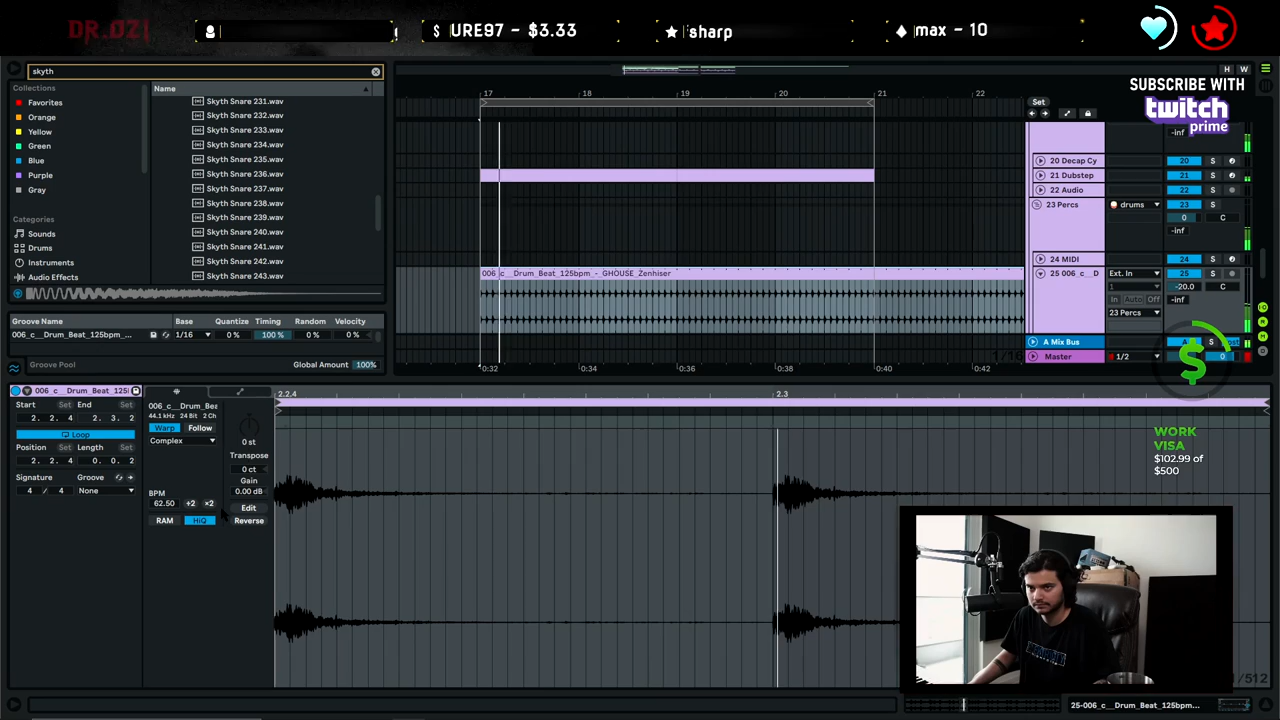 DR.OZI
URE97 - $3.33
sharp
max - 10
skyth
Collections
Favorites
Orange
Yellow
Green
Blue
Purple
Gray
Categories
Sounds
Drums
Instruments
Audio Effects
Name
Skyth Snare 231.wav
Skyth Snare 232.wav
Skyth Snare 233.wav
Skyth Snare 234.wav
Skyth Snare 235.wav
Skyth Snare 236.wav
Skyth Snare 237.wav
Skyth Snare 238.wav
Skyth Snare 239.wav
Skyth Snare 240.wav
Skyth Snare 241.wav
Skyth Snare 242.wav
Skyth Snare 243.wav
Groove Name Base Quantize Timing Random Velocity
006_c__Drum_Beat_125bpm_... 1/16 0 % 100 % 0 % 0 %
Groove Pool Global Amount 100%
17 18 19 20 21 22
006_c__Drum_Beat_125bpm_-_GHOUSE_Zenhiser
0:32 0:34 0:36 0:38 0:40 0:42
1/16
H W
SUBSCRIBE WITH
twitch
prime
Set
-inf
20 Decap Cy 20 S
21 Dubstep 21 S
22 Audio 22 S
23 Percs drums 23 S
0 C
-inf
24 MIDI 24 S
25 006_c__D Ext. In 25 S
1 -20.0 C
In Auto Off -inf
23 Percs
A Mix Bus A S
Master 1/2 0
$
WORK
VISA
$102.99 of
$500
006_c__Drum_Beat_125
Start Set End Set
2. 2. 4 2. 3. 2
Loop
Position Set Length Set
2. 2. 4 0. 0. 2
Signature Groove
4 / 4 None
006_c__Drum_Bea
44.1 kHz 24 Bit 2 Ch
Warp Follow
Complex
BPM
62.50 ÷2 ×2
RAM HiQ
0 st
Transpose
0 ct
Gain
0.00 dB
Edit
Reverse
2.2.4 2.3
1/512
25-006_c__Drum_Beat_125bpm...